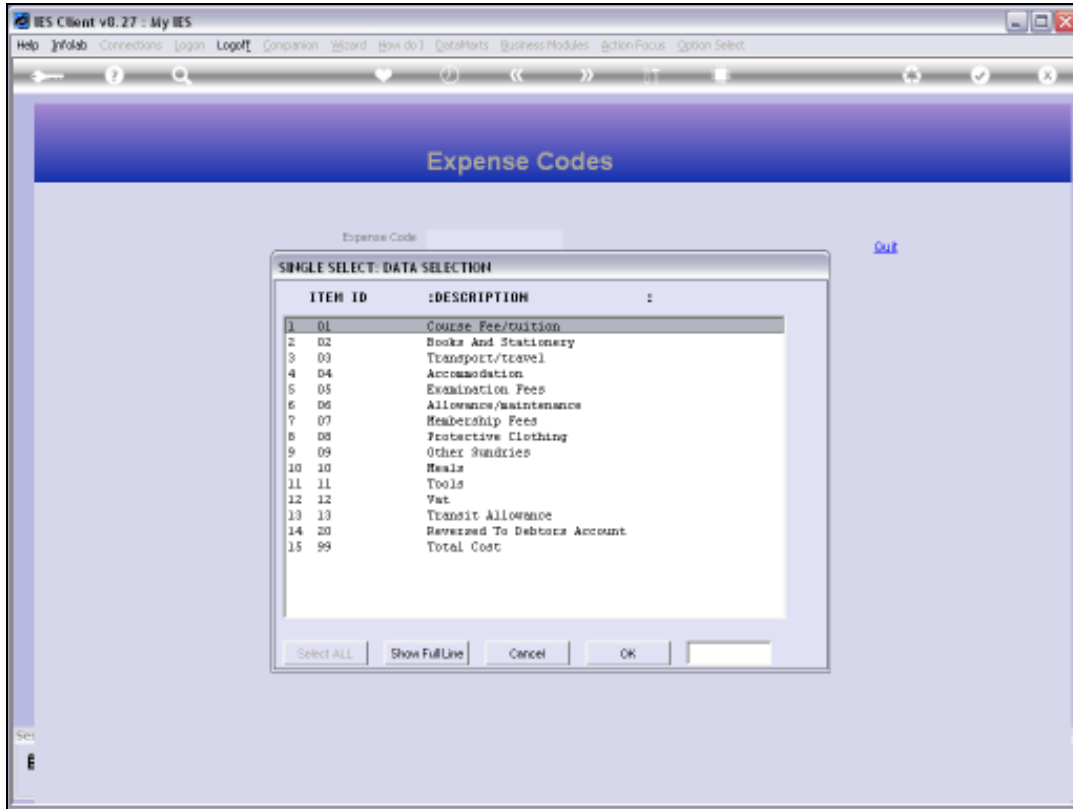 IES Client v8.27 : My IES
Help Infolab Connections Logon Logoff Companion Wizard How do I DataMarts Business Modules Action Focus Option Select
Expense Codes
Expense Code
Quit
SINGLE SELECT: DATA SELECTION
ITEM ID :DESCRIPTION :
1 01 Course Fee/tuition
2 02 Books And Stationery
3 03 Transport/travel
4 04 Accommodation
5 05 Examination Fees
6 06 Allowance/maintenance
7 07 Membership Fees
8 08 Protective Clothing
9 09 Other Sundries
10 10 Meals
11 11 Tools
12 12 Vat
13 13 Transit Allowance
14 20 Reversed To Debtors Account
15 99 Total Cost
Select ALL Show Full Line Cancel OK